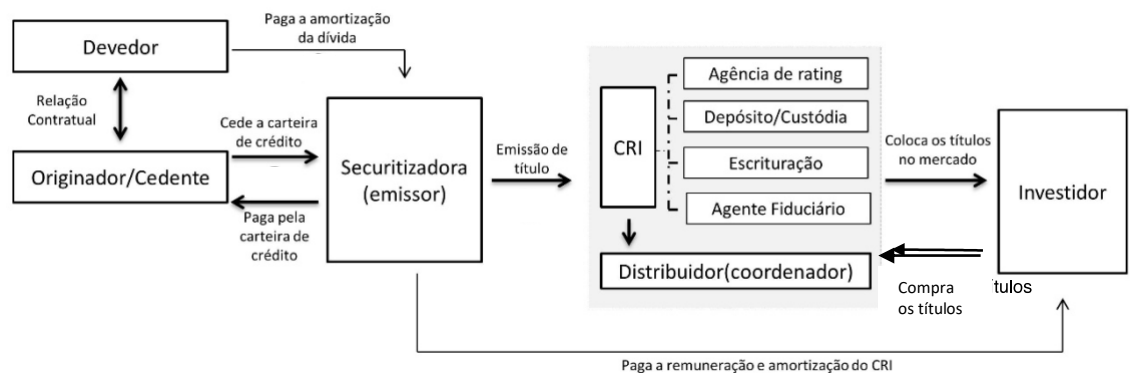 Devedor
Paga a amortização
da dívida
Relação
Contratual
Originador/Cedente
Cede a carteira
de crédito
Paga pela
carteira de
crédito
Securitizadora
(emissor)
Emissão de
título
CRI
Agência de rating
Depósito/Custódia
Escrituração
Agente Fiduciário
Distribuidor(coordenador)
Coloca os títulos
no mercado
Investidor
Compra
os títulos
ítulos
Paga a remuneração e amortização do CRI